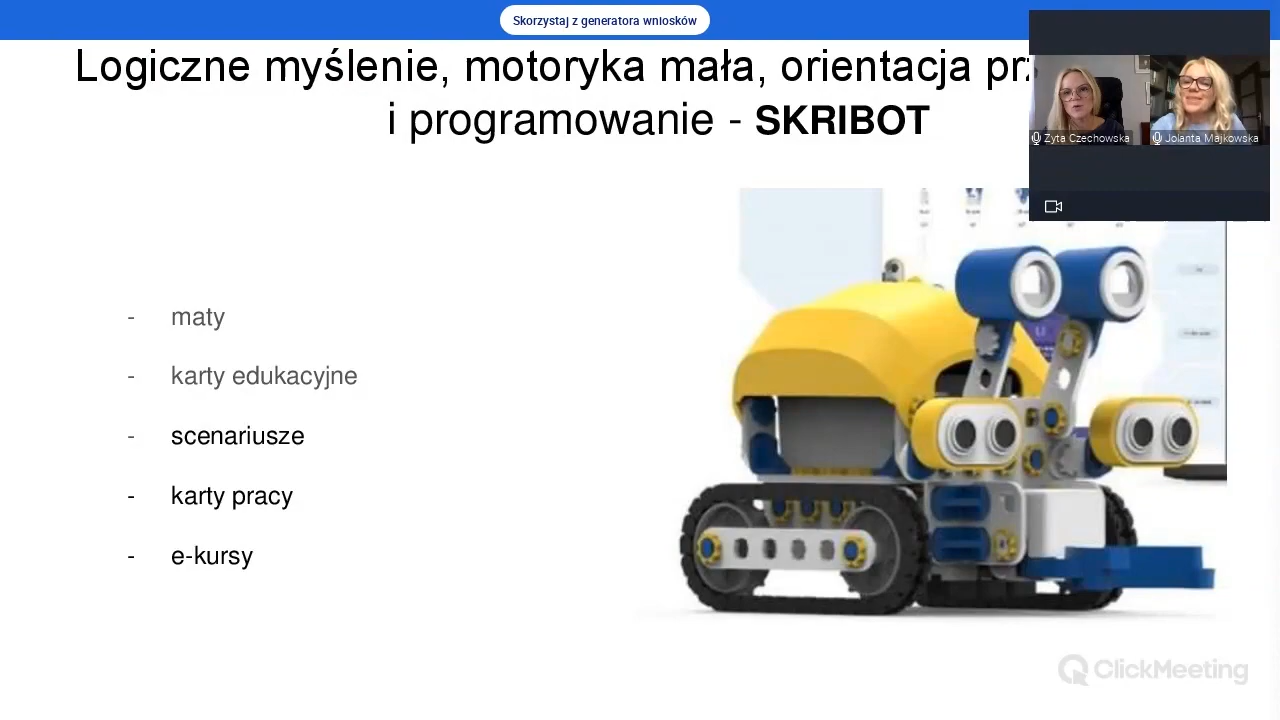 Skorzystaj z generatora wniosków
Logiczne myślenie, motoryka mała, orientacja
i programowanie - SKRIBOT
Zyta Czechowska
Jolanta Majkowska
- maty
- karty edukacyjne
- scenariusze
- karty pracy
- e-kursy
ClickMeeting